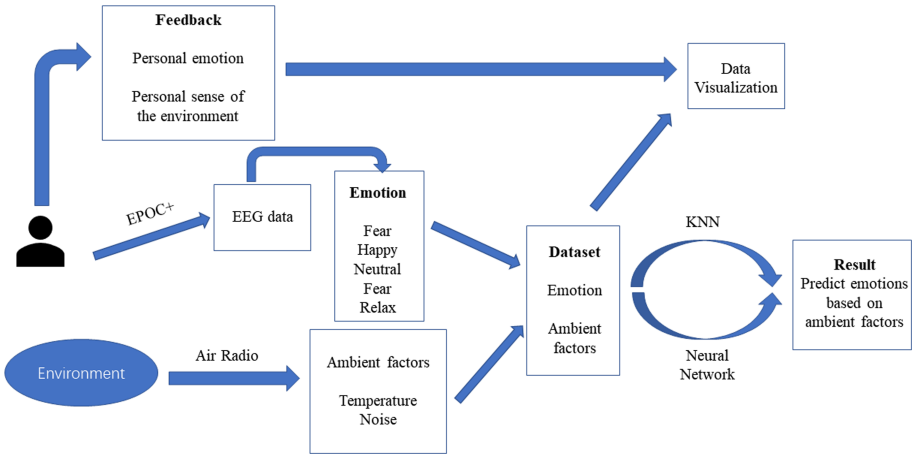 Feedback
Personal emotion
Personal sense of
the environment
Data
Visualization
EPOC+
EEG data
Emotion
Fear
Happy
Neutral
Fear
Relax
Dataset
Emotion
Ambient
factors
KNN
Neural
Network
Result
Predict emotions
based on
ambient factors
Environment
Air Radio
Ambient factors
Temperature
Noise